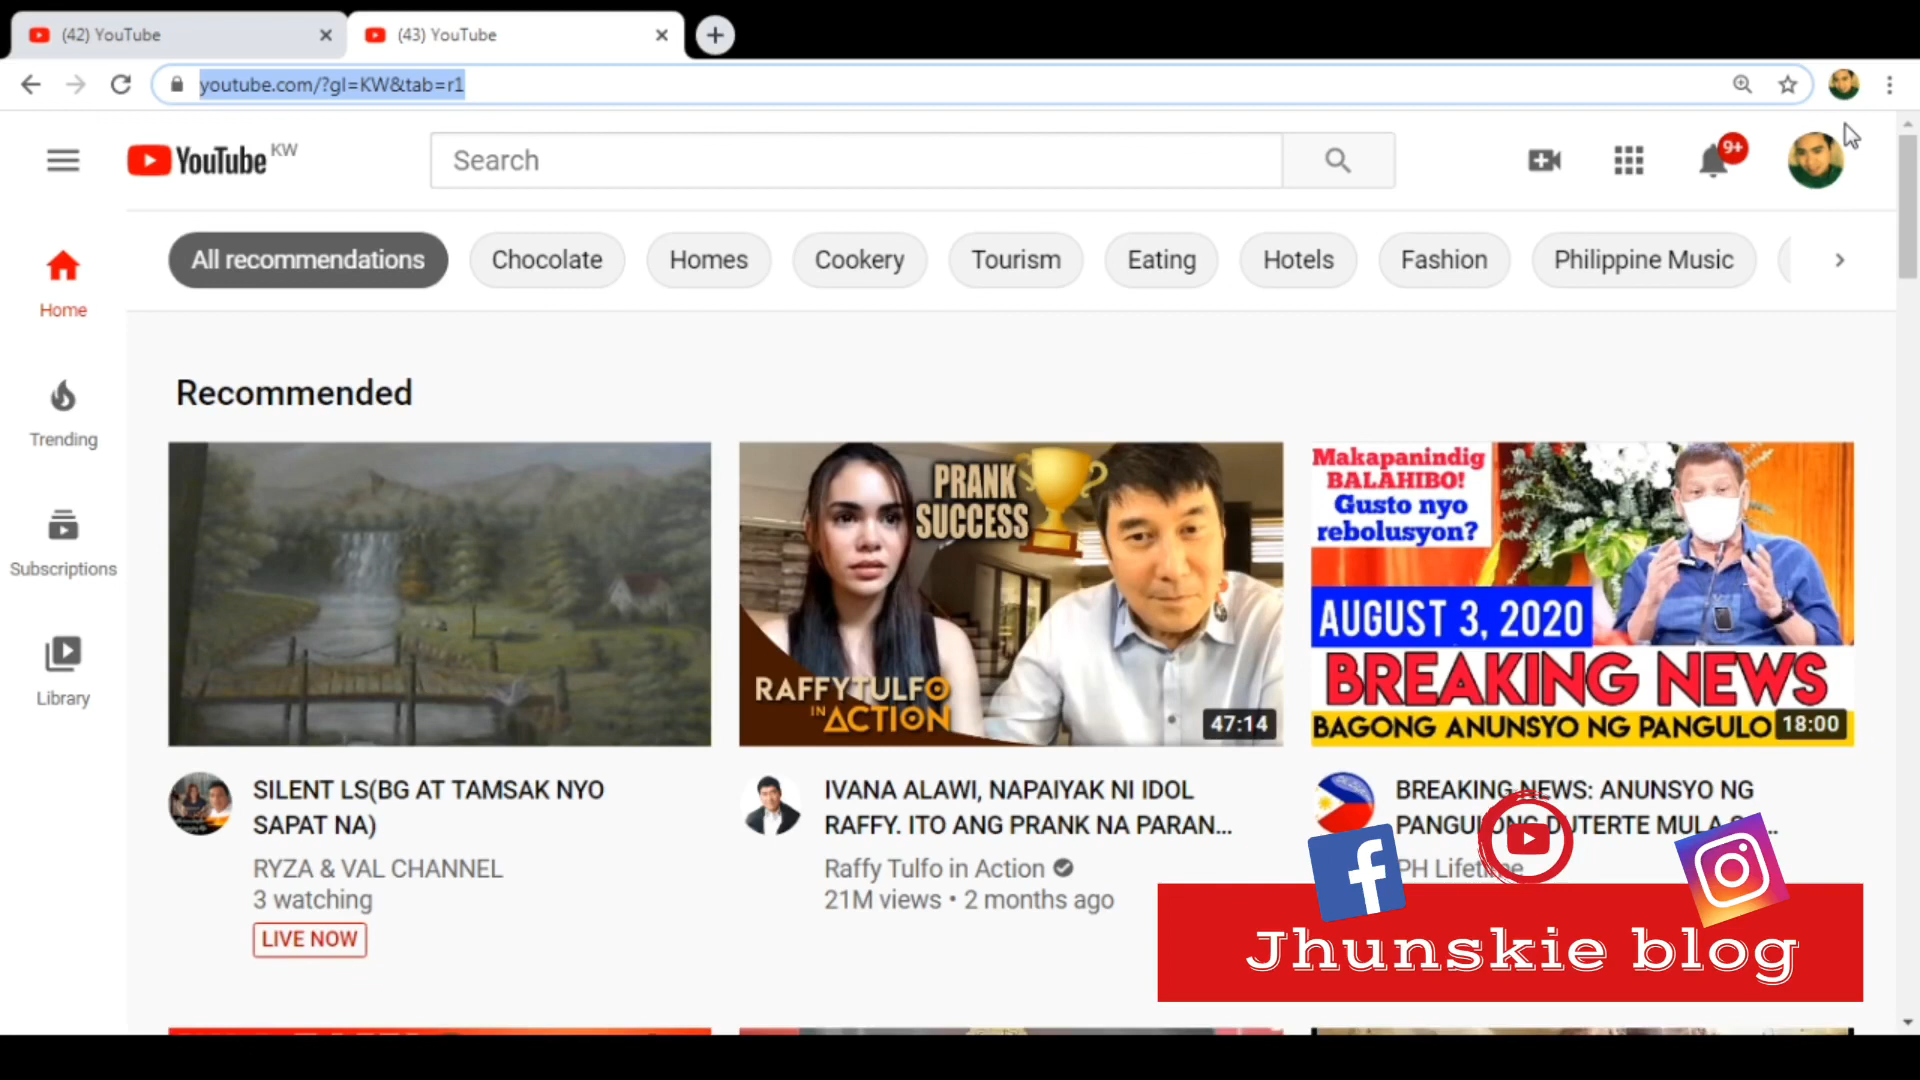 (42) YouTube
(43) YouTube
youtube.com/?gl=KW&tab=r1
YouTube KW
Search
9+
All recommendations
Chocolate
Homes
Cookery
Tourism
Eating
Hotels
Fashion
Philippine Music
Home
Trending
Subscriptions
Library
Recommended
PRANK
SUCCESS
RAFFY TULFO
IN ACTION
47:14
Makapanindig
BALAHIBO!
Gusto nyo
rebolusyon?
AUGUST 3, 2020
BREAKING NEWS
BAGONG ANUNSYO NG PANGULO
18:00
SILENT LS(BG AT TAMSAK NYO
SAPAT NA)
RYZA & VAL CHANNEL
3 watching
LIVE NOW
IVANA ALAWI, NAPAIYAK NI IDOL
RAFFY. ITO ANG PRANK NA PARAN...
Raffy Tulfo in Action
21M views • 2 months ago
BREAKING NEWS: ANUNSYO NG
PANGULONG DUTERTE MULA
PH Lifetime
Jhunskie blog